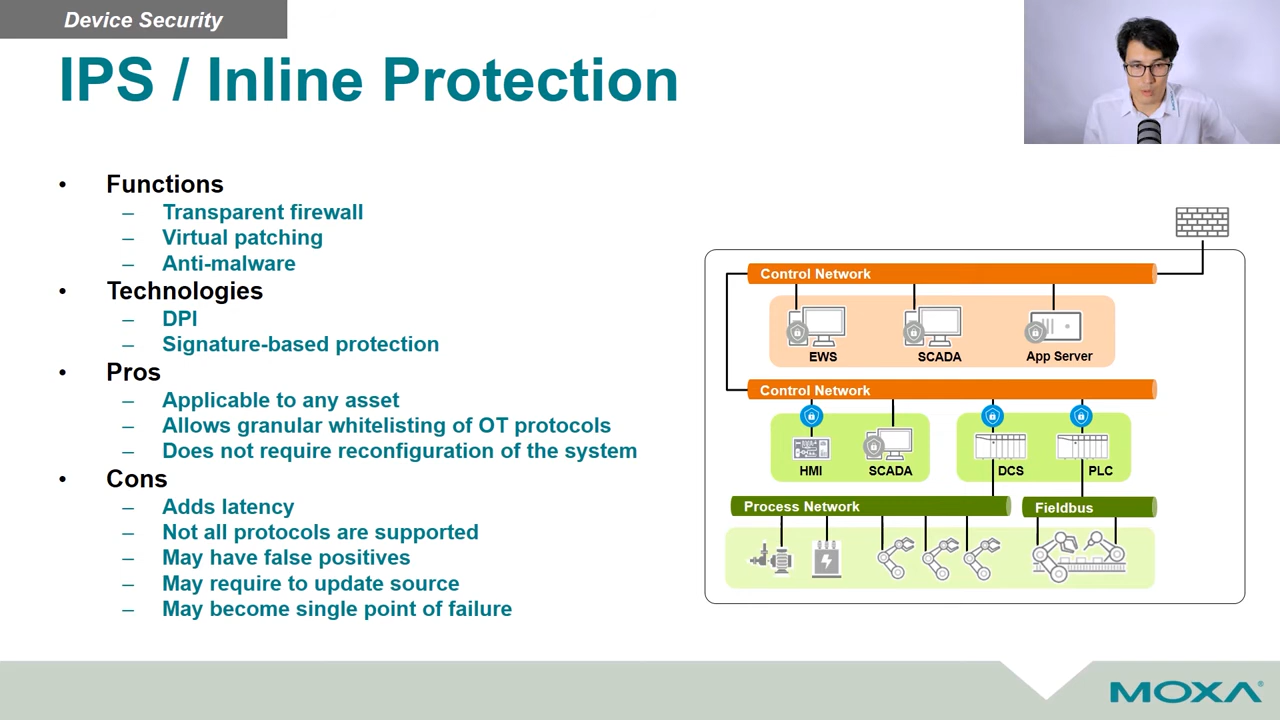 Device Security
IPS / Inline Protection
• Functions
– Transparent firewall
– Virtual patching
– Anti-malware
• Technologies
– DPI
– Signature-based protection
• Pros
– Applicable to any asset
– Allows granular whitelisting of OT protocols
– Does not require reconfiguration of the system
• Cons
– Adds latency
– Not all protocols are supported
– May have false positives
– May require to update source
– May become single point of failure
Control Network
EWS
SCADA
App Server
Control Network
HMI
SCADA
DCS
PLC
Process Network
Fieldbus
MOXA
MOXA®